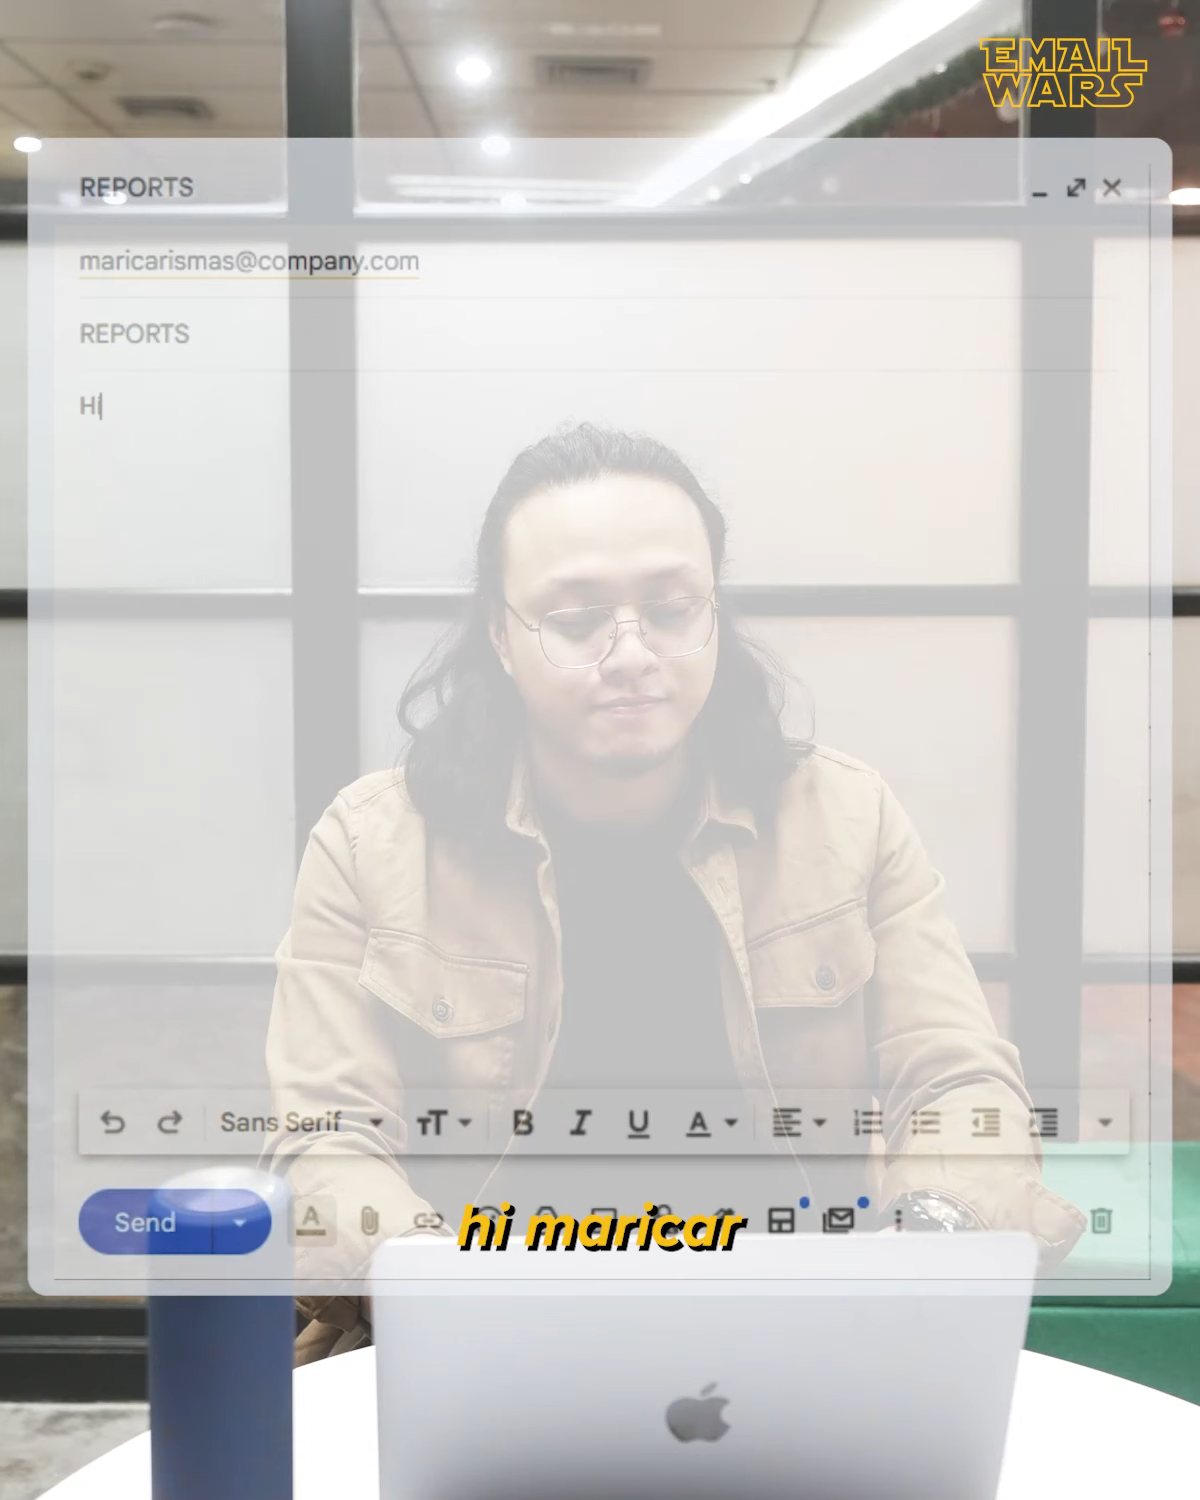 EMAIL
WARS
REPORTS
maricarismas@company.com
REPORTS
Hi
Sans Serif
Send
hi maricar